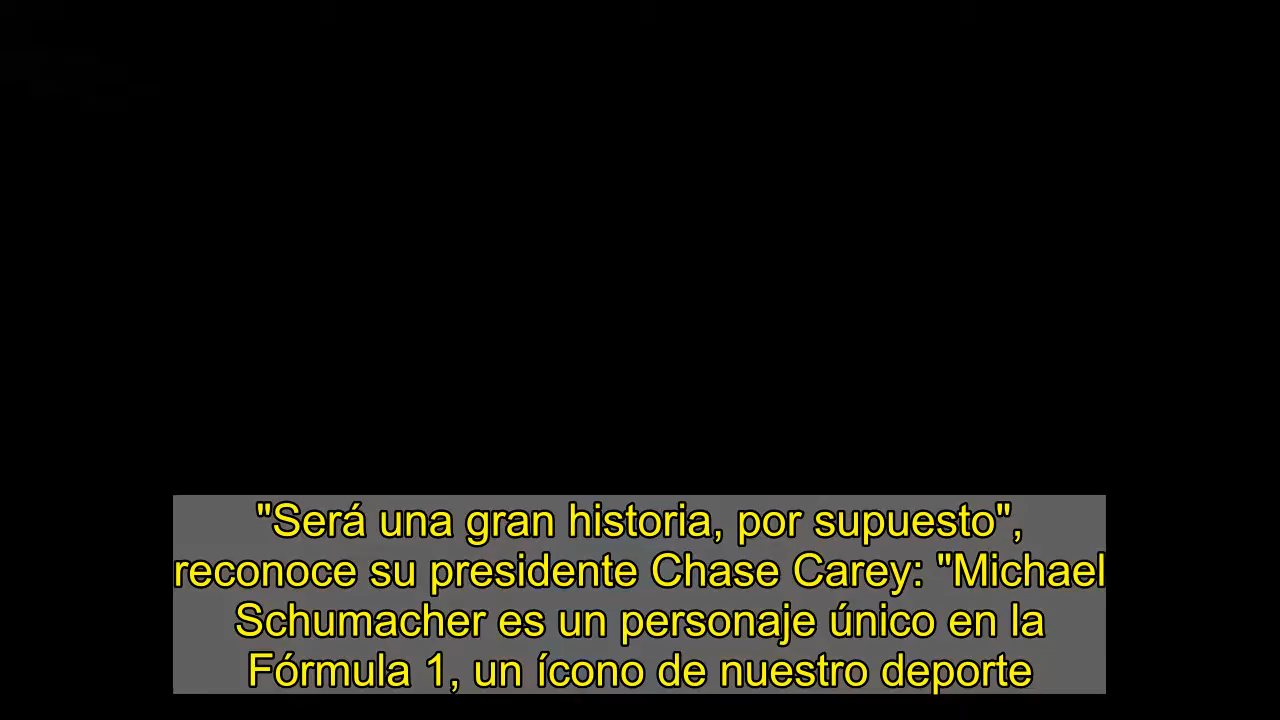 "Será una gran historia, por supuesto",
reconoce su presidente Chase Carey: "Michael
Schumacher es un personaje único en la
Fórmula 1, un ícono de nuestro deporte